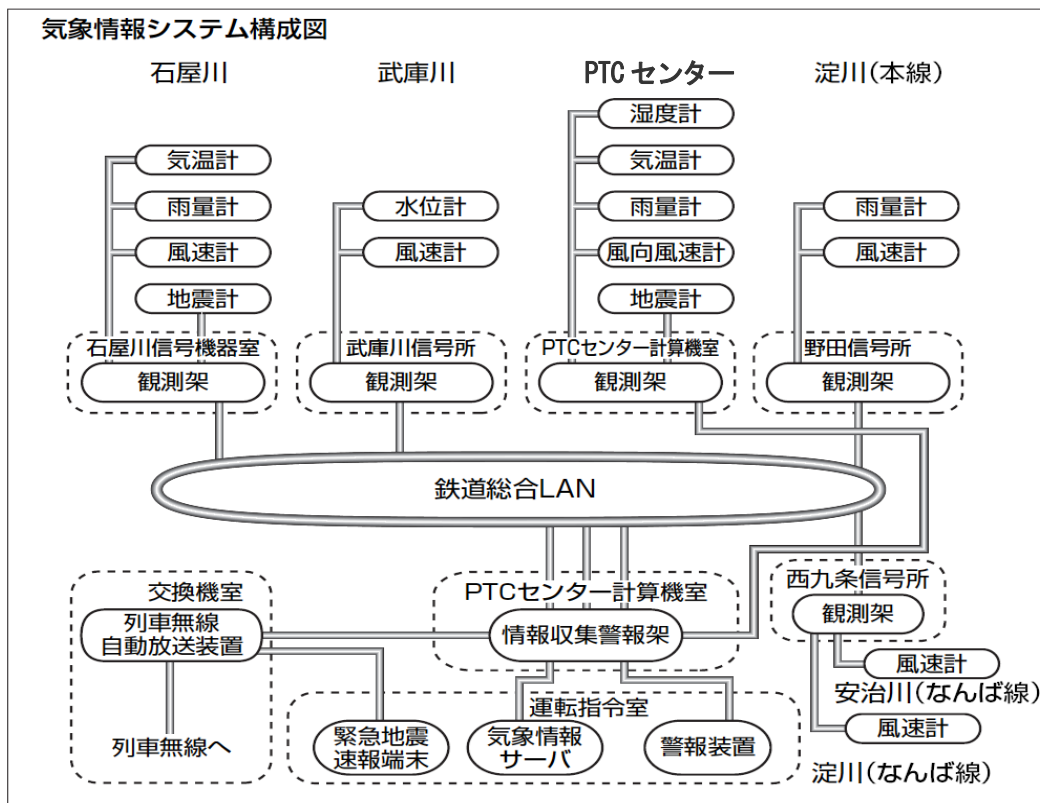 気象情報システム構成図
石屋川
武庫川
PTCセンター
淀川(本線)
湿度計
気温計
気温計
雨量計
水位計
雨量計
雨量計
風速計
風速計
風向風速計
風速計
地震計
地震計
石屋川信号機器室
武庫川信号所
PTCセンター計算機室
野田信号所
観測架
観測架
観測架
観測架
鉄道総合LAN
交換機室
PTCセンター計算機室
西九条信号所
列車無線
自動放送装置
情報収集警報架
観測架
風速計
安治川(なんば線)
運転指令室
風速計
列車無線へ
緊急地震
速報端末
気象情報
サーバ
警報装置
淀川(なんば線)